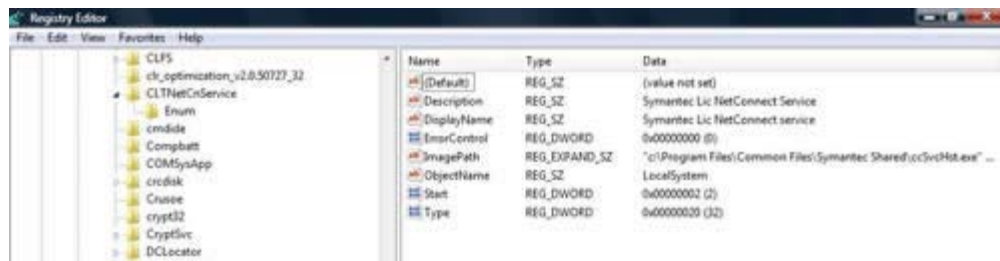 Registry Editor
File Edit View Favorites Help
CLFS
clr_optimization_v2.0.50727_32
CLTNetCnService
Enum
cmdide
Compbatt
COMSysApp
crcdisk
Crusoe
crypt32
CryptSvc
DCLocator
Name Type Data
(Default) REG_SZ (value not set)
Description REG_SZ Symantec Lic NetConnect Service
DisplayName REG_SZ Symantec Lic NetConnect service
ErrorControl REG_DWORD 0x00000000 (0)
ImagePath REG_EXPAND_SZ "c:\Program Files\Common Files\Symantec Shared\ccSvcHst.exe" ...
ObjectName REG_SZ LocalSystem
Start REG_DWORD 0x00000002 (2)
Type REG_DWORD 0x00000020 (32)